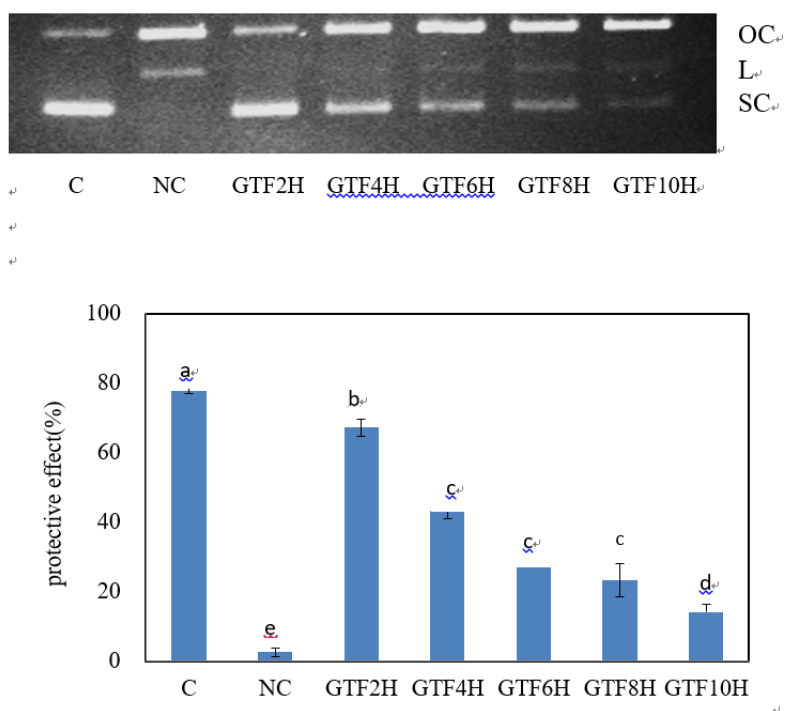 OC
L
SC
C NC GTF2H GTF4H GTF6H GTF8H GTF10H
protective effect(%)
100
80
60
40
20
0
a
e
b
c
c
c
d
C NC GTF2H GTF4H GTF6H GTF8H GTF10H